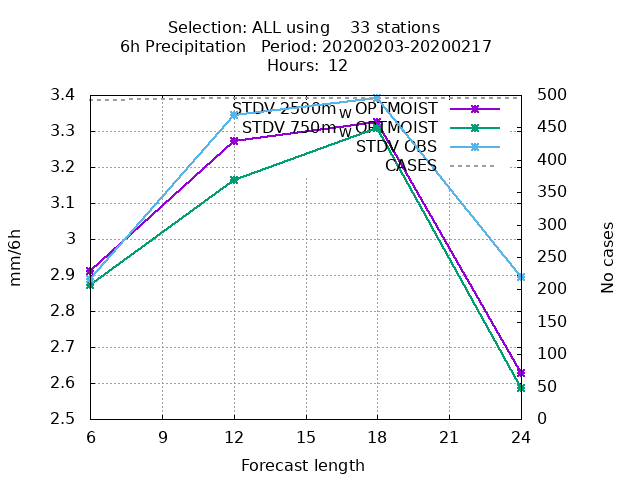 Selection: ALL using 33 stations
6h Precipitation Period: 20200203-20200217
Hours: 12
3.4
3.3
3.2
3.1
3
2.9
2.8
2.7
2.6
2.5
mm/6h
STDV 2500m_W OPTMOIST
STDV 750m_W OPTMOIST
STDV OBS
CASES
500
450
400
350
300
250
200
150
100
50
0
No cases
6 9 12 15 18 21 24
Forecast length